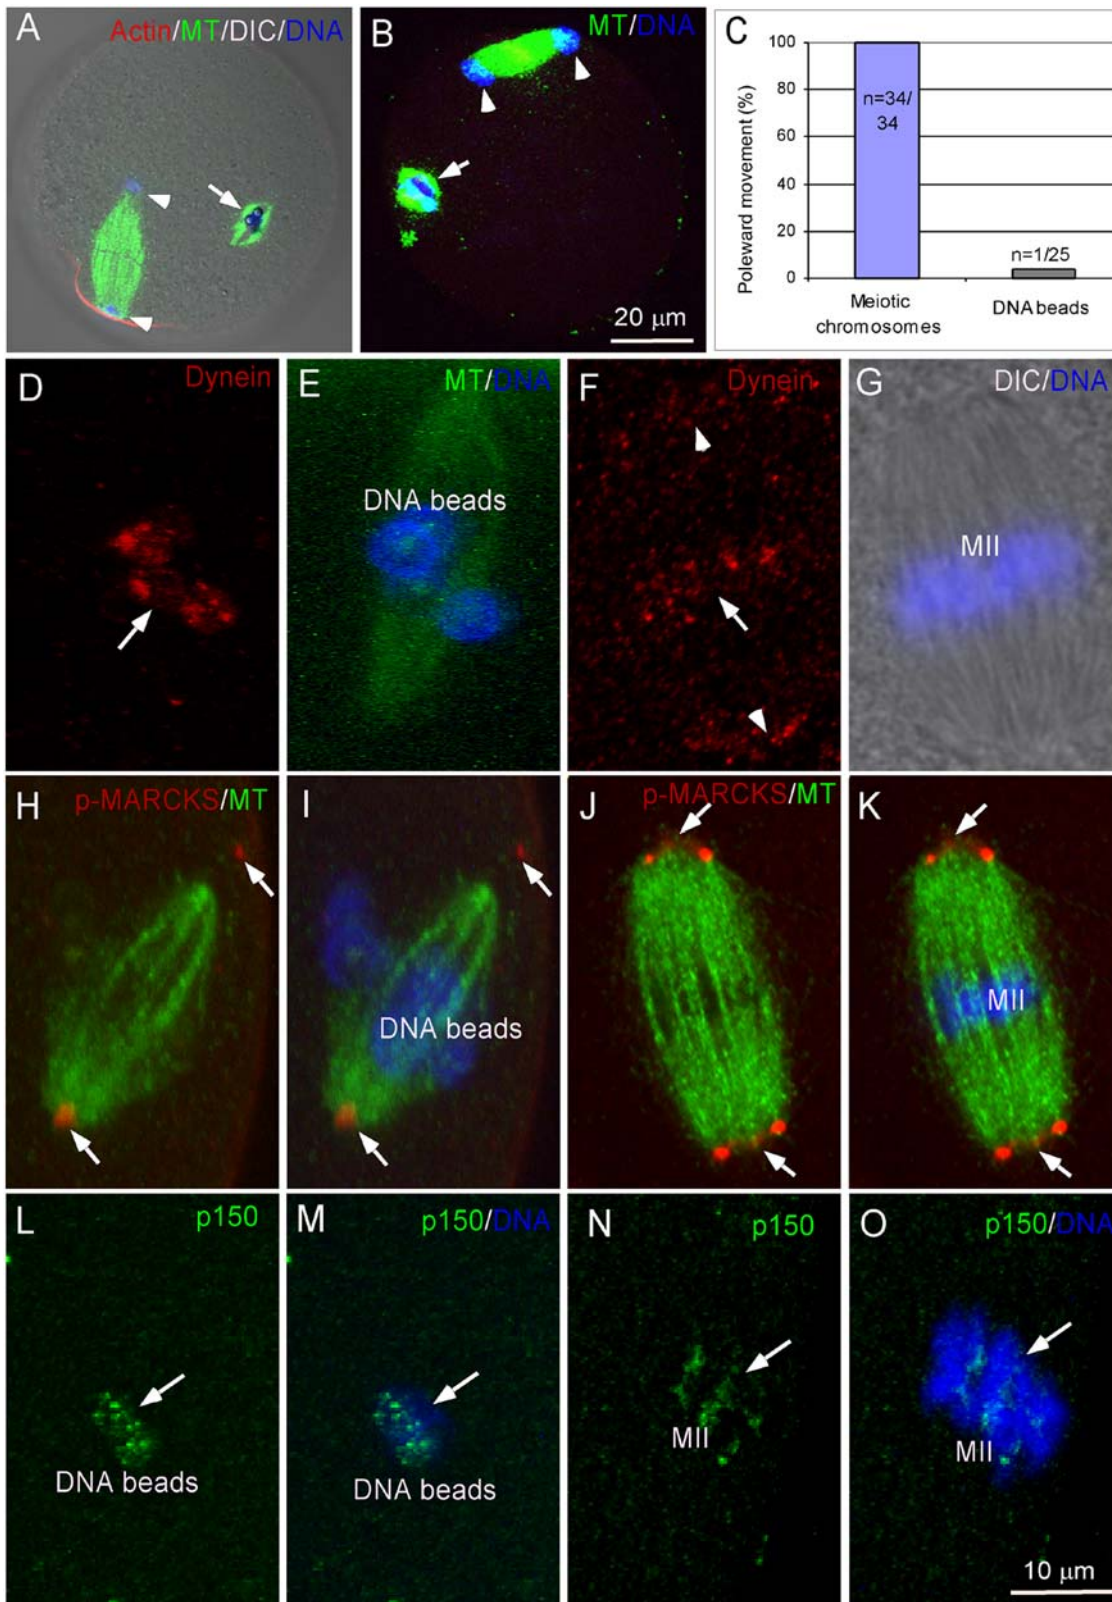 A
Actin/MT/DIC/DNA
B
MT/DNA
20 μm
C
Poleward movement (%)
100
80
60
40
20
0
n=34/
34
n=1/25
Meiotic
chromosomes
DNA beads
D
Dynein
E
MT/DNA
DNA beads
F
Dynein
G
DIC/DNA
MII
H
p-MARCKS/MT
I
DNA beads
J
p-MARCKS/MT
K
MII
L
p150
DNA beads
M
p150/DNA
DNA beads
N
p150
MII
O
p150/DNA
MII
10 μm